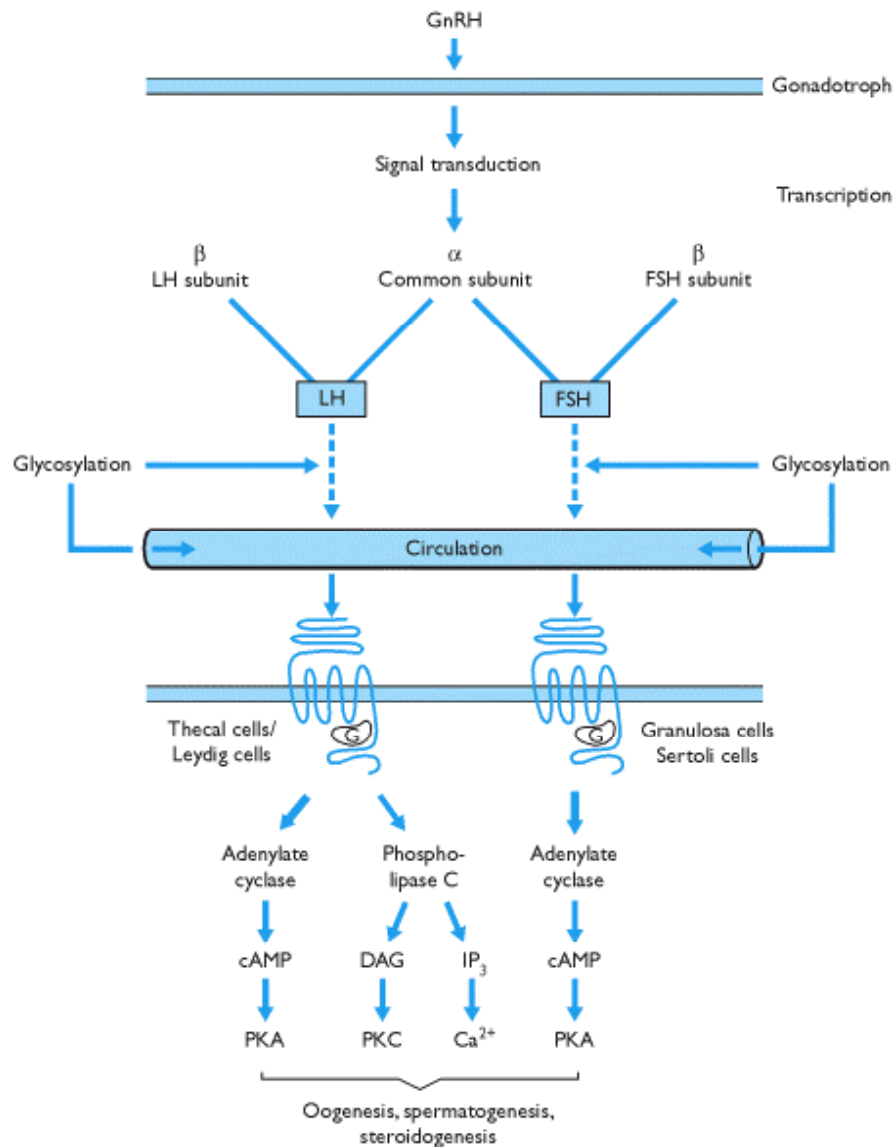 GnRH
Gonadotroph
Signal transduction
Transcription
β
LH subunit
α
Common subunit
β
FSH subunit
LH
FSH
Glycosylation
Glycosylation
Circulation
Thecal cells/
Leydig cells
G
G
Granulosa cells
Sertoli cells
Adenylate
cyclase
Phospho-
lipase C
Adenylate
cyclase
cAMP
DAG
IP₃
cAMP
PKA
PKC
Ca²⁺
PKA
Oogenesis, spermatogenesis,
steroidogenesis